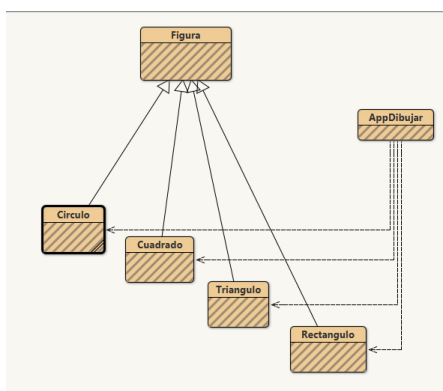 Figura
AppDibujar
Circulo
Cuadrado
Triangulo
Rectangulo